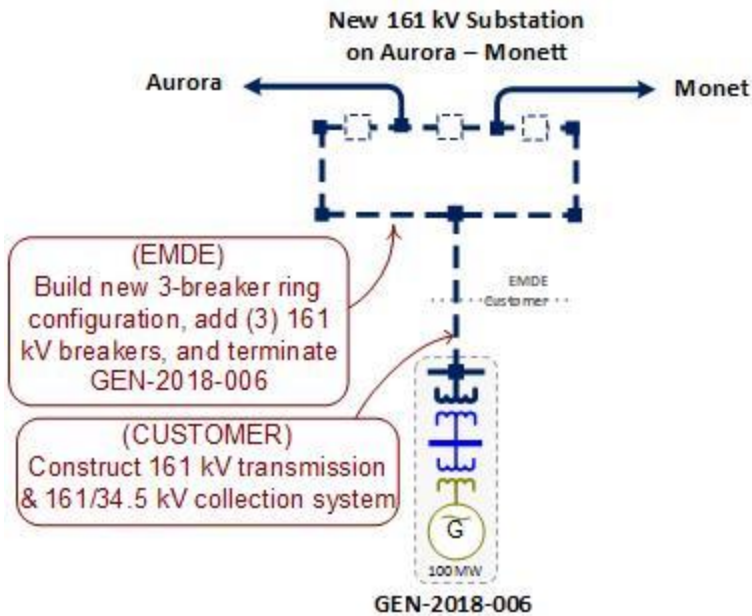 New 161 kV Substation
on Aurora – Monett
Aurora
Monet
(EMDE)
Build new 3-breaker ring
configuration, add (3) 161
kV breakers, and terminate
GEN-2018-006
EMDE
Customer
(CUSTOMER)
Construct 161 kV transmission
& 161/34.5 kV collection system
G
100 MW
GEN-2018-006